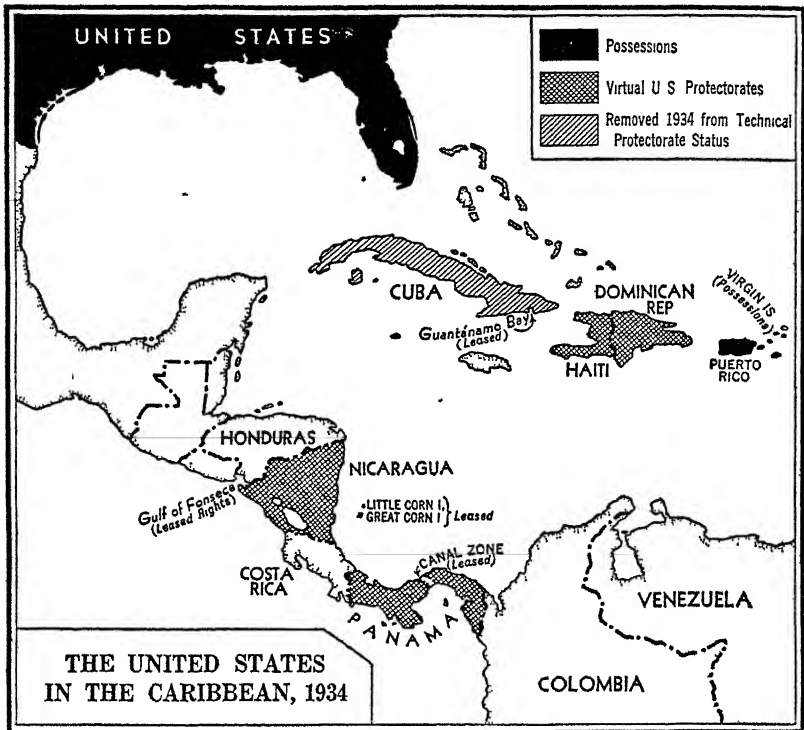 UNITED STATES
Possessions
Virtual U S Protectorates
Removed 1934 from Technical
Protectorate Status
CUBA
Guantánamo Bay
(Leased)
DOMINICAN
REP
HAITI
VIRGIN IS
(Possessions)
PUERTO
RICO
HONDURAS
NICARAGUA
Gulf of Fonseca
(Leased Rights)
LITTLE CORN I.
GREAT CORN I
Leased
COSTA
RICA
CANAL ZONE
(Leased)
PANAMA
VENEZUELA
COLOMBIA
THE UNITED STATES
IN THE CARIBBEAN, 1934